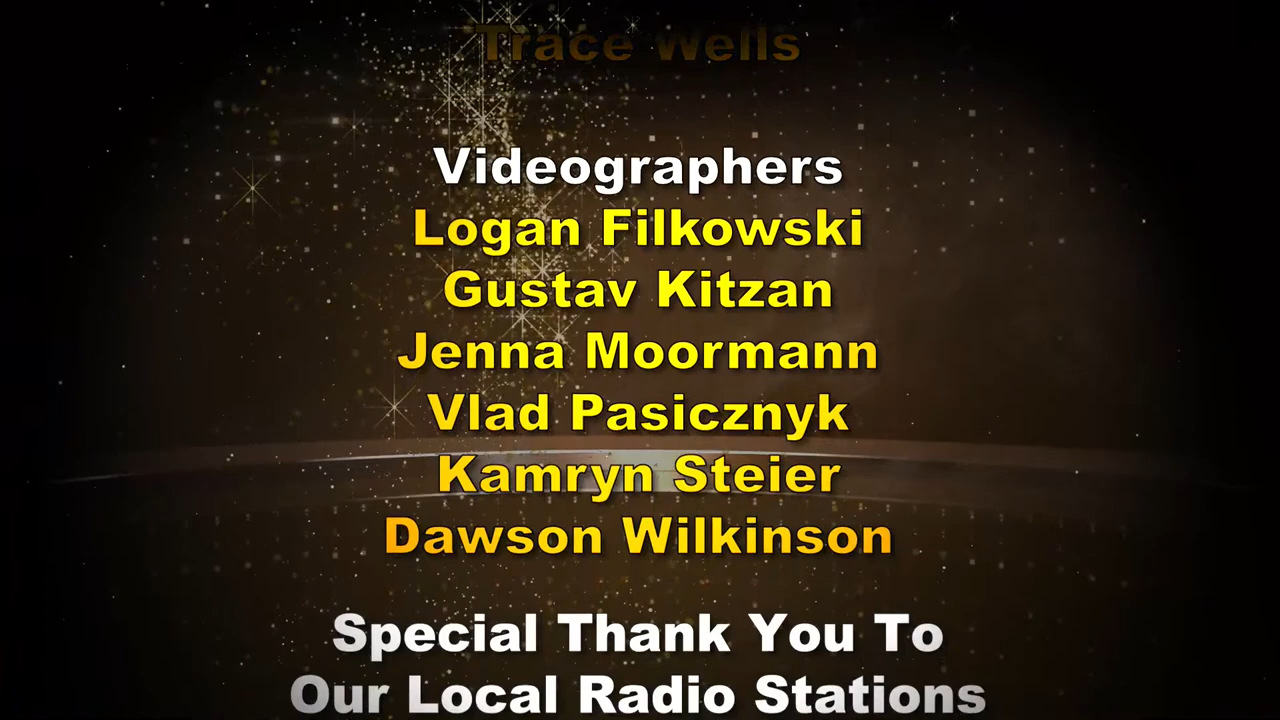 Trace Wells
Videographers
Logan Filkowski
Gustav Kitzan
Jenna Moormann
Vlad Pasicznyk
Kamryn Steier
Dawson Wilkinson
Special Thank You To
Our Local Radio Stations